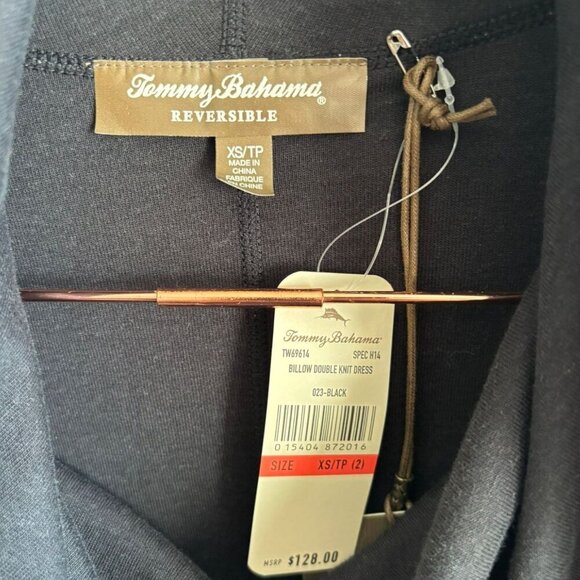 Tommy Bahama®
REVERSIBLE
XS/TP
MADE IN
CHINA
FABRIQUE
EN CHINE
Tommy Bahama
TW69614 SPEC H14
BILLOW DOUBLE KNIT DRESS
023-BLACK
0 15404 872016
SIZE XS/TP (2)
MSRP $128.00